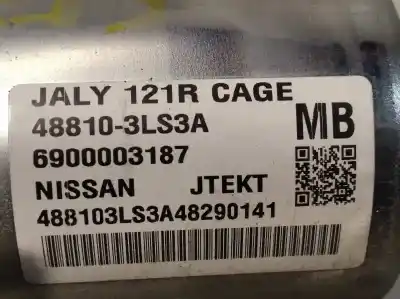 JALY 121R CAGE
48810-3LS3A MB
6900003187
NISSAN JTEKT
488103LS3A48290141